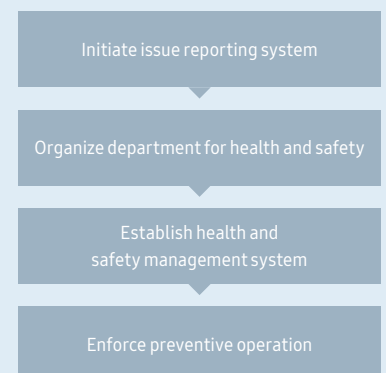 Initiate issue reporting system
Organize department for health and safety
Establish health and
safety management system
Enforce preventive operation